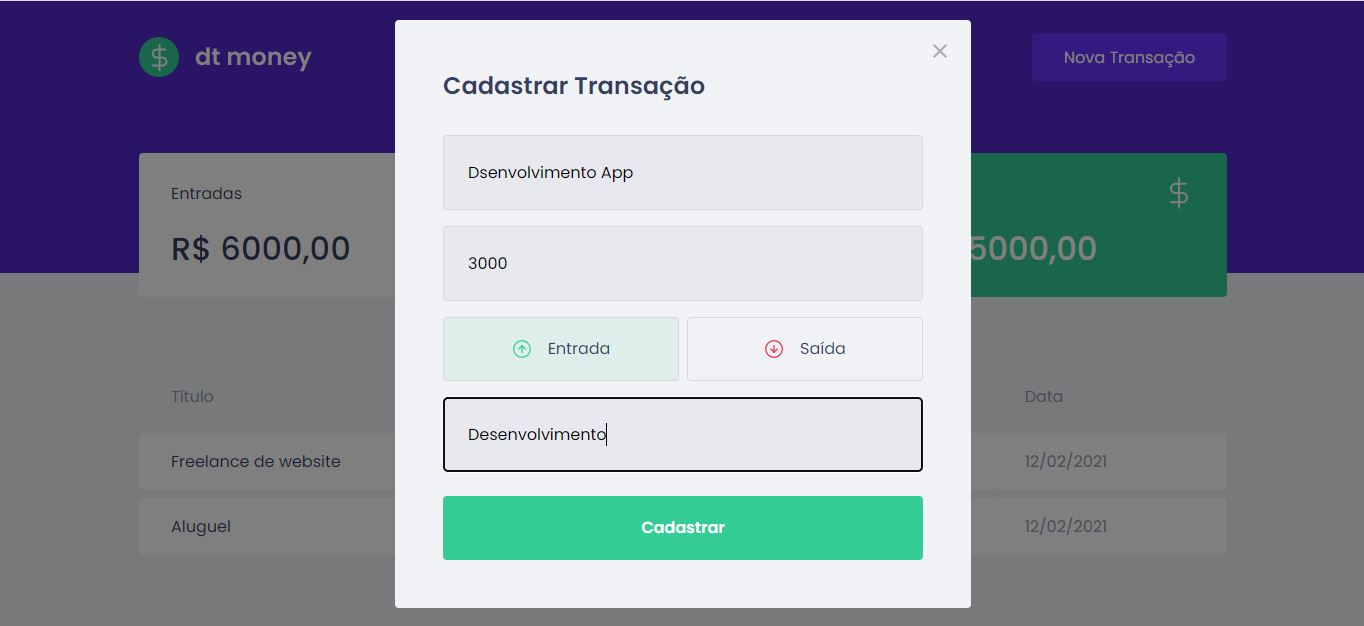 dt money
Nova Transação
Cadastrar Transação
Dsenvolvimento App
3000
Entrada
Saída
Desenvolvimento
Cadastrar
Entradas
R$ 6000,00
5000,00
Título
Data
Freelance de website
12/02/2021
Aluguel
12/02/2021